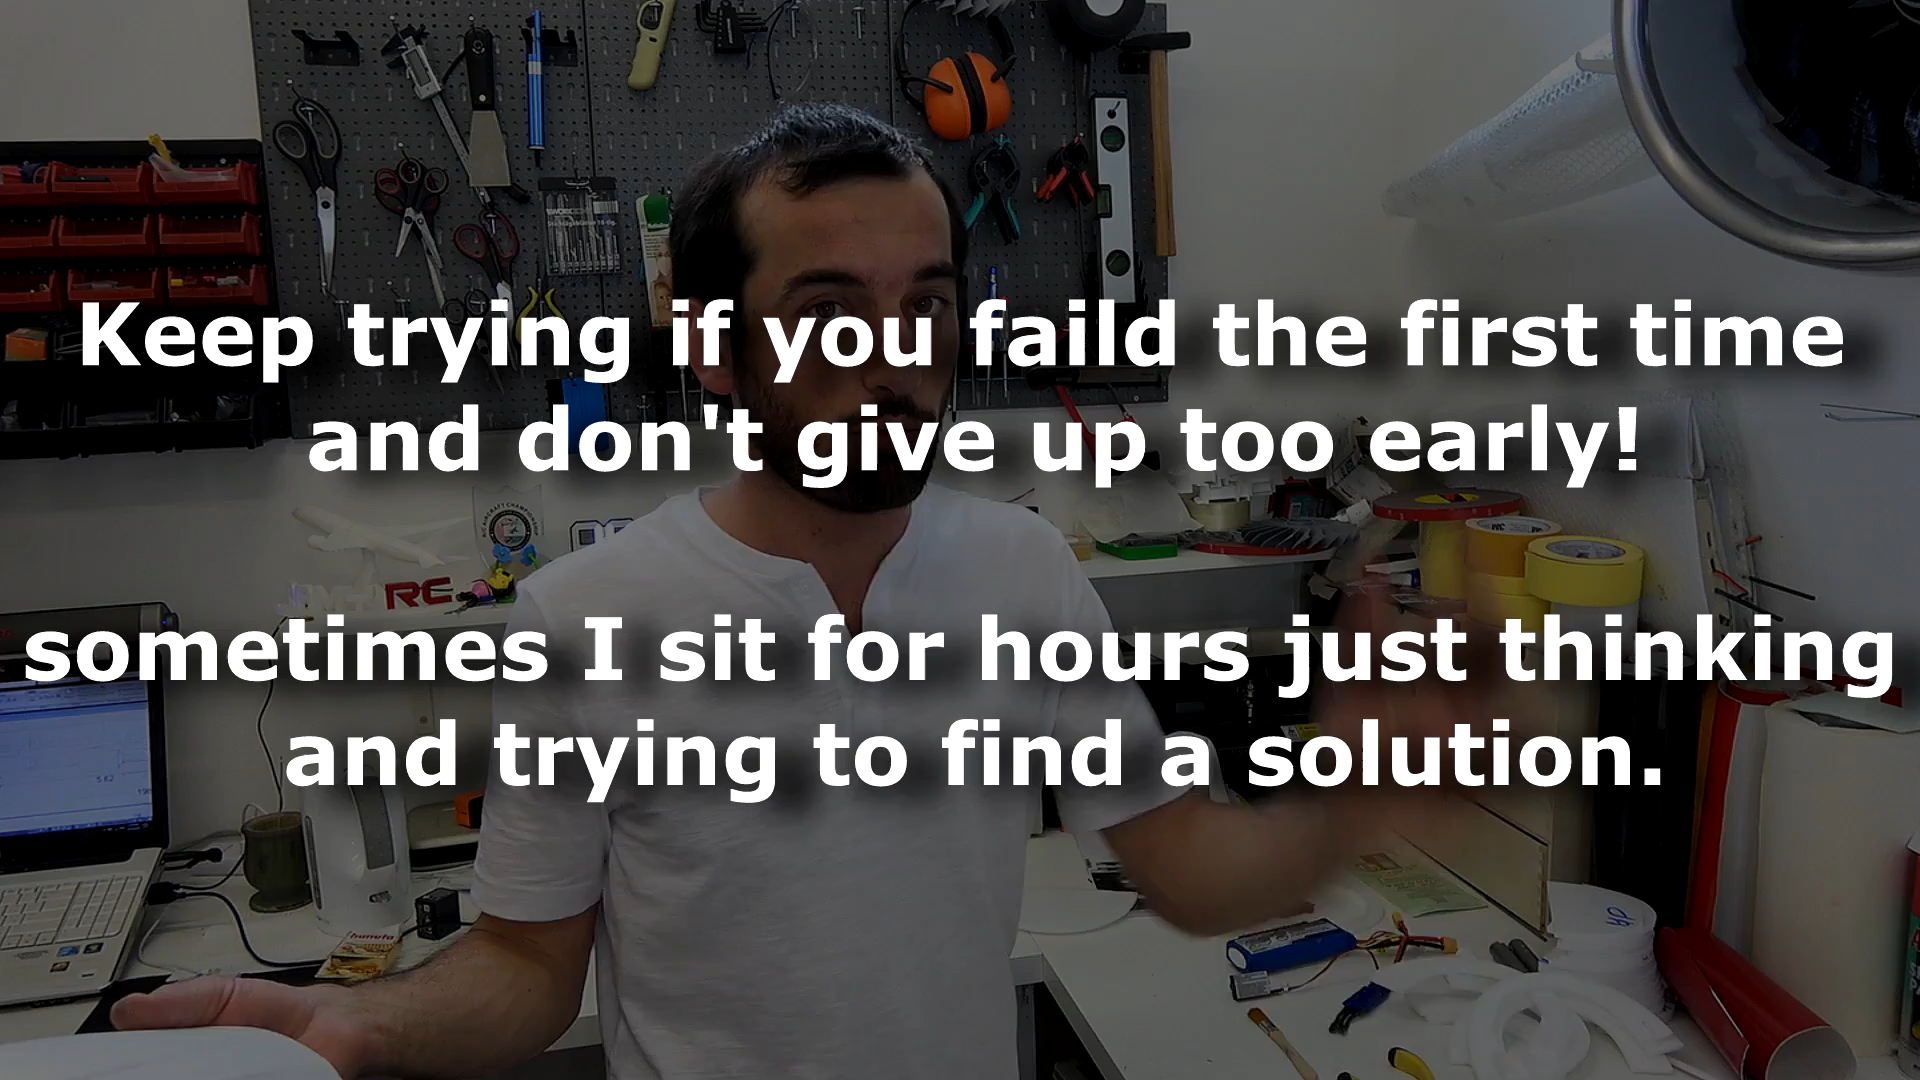 Keep trying if you faild the first time
and don't give up too early!
sometimes I sit for hours just thinking
and trying to find a solution.
RC